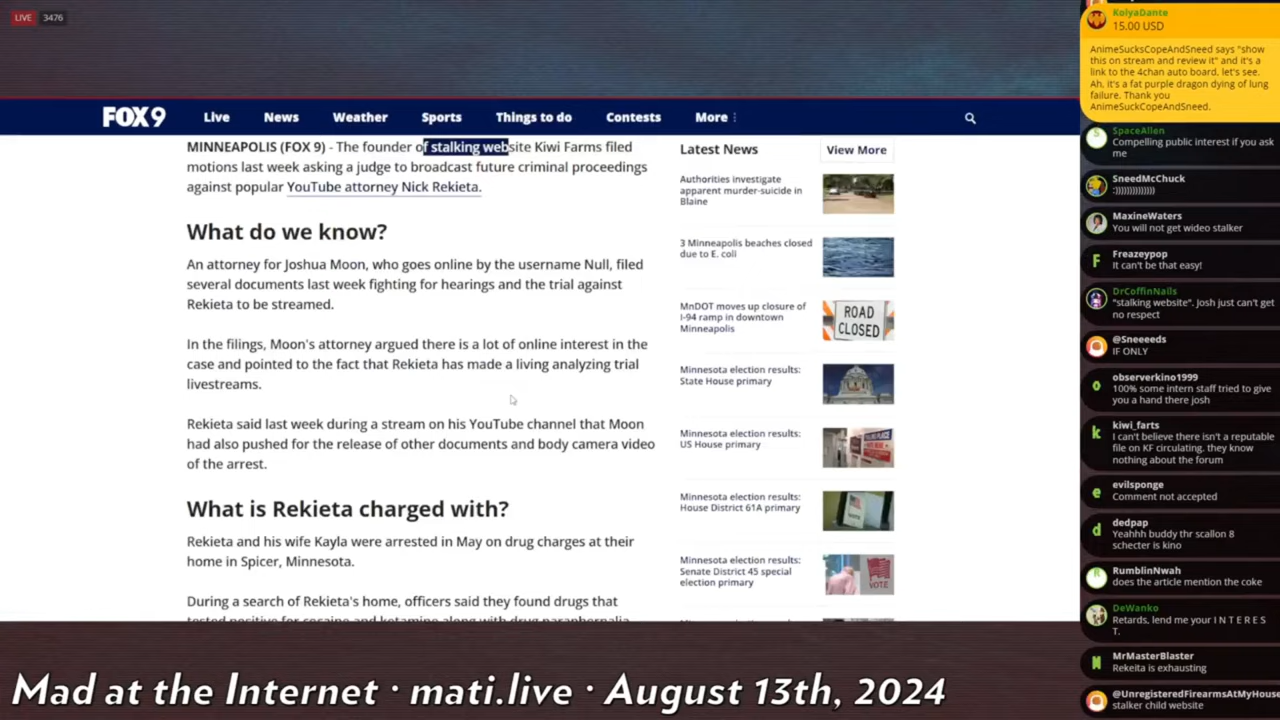 LIVE 3476
FOX 9
Live News Weather Sports Things to do Contests More
MINNEAPOLIS (FOX 9) - The founder of stalking website Kiwi Farms filed
motions last week asking a judge to broadcast future criminal proceedings
against popular YouTube attorney Nick Rekieta.
What do we know?
An attorney for Joshua Moon, who goes online by the username Null, filed
several documents last week fighting for hearings and the trial against
Rekieta to be streamed.
In the filings, Moon's attorney argued there is a lot of online interest in the
case and pointed to the fact that Rekieta has made a living analyzing trial
livestreams.
Rekieta said last week during a stream on his YouTube channel that Moon
had also pushed for the release of other documents and body camera video
of the arrest.
What is Rekieta charged with?
Rekieta and his wife Kayla were arrested in May on drug charges at their
home in Spicer, Minnesota.
During a search of Rekieta's home, officers said they found drugs that
tested positive for cocaine and ketamine along with drug paraphernalia
Latest News
View More
Authorities investigate
apparent murder-suicide in
Blaine
3 Minneapolis beaches closed
due to E. coli
MnDOT moves up closure of
I-94 ramp in downtown
Minneapolis
ROAD
CLOSED
Minnesota election results:
State House primary
Minnesota election results:
US House primary
Minnesota election results:
House District 61A primary
Minnesota election results:
Senate District 45 special
election primary
VOTE
KoiyaDante
15.00 USD
AnimeSucksCopeAndSneed says "show
this on stream and review it" and it's a
link to the 4chan auto board, let's see.
Ah, it's a fat purple dragon dying of lung
failure. Thank you
AnimeSuckCopeAndSneed.
SpaceAllen
Compelling public interest if you ask
me
SneedMcChuck
:))))))))))))))
MaxineWaters
You will not get wideo stalker
F
Freazeypop
It can't be that easy!
DrCoffinNails
"stalking website". Josh just can't get
no respect
@Sneeeeds
IF ONLY
o
observerkino1999
100% some intern staff tried to give
you a hand there josh
k
kiwi_farts
I can't believe there isn't a reputable
file on KF circulating. they know
nothing about the forum
e
evilsponge
Comment not accepted
d
dedpap
Yeahhh buddy thr scallon 8
schecter is kino
R
RumblinNwah
does the article mention the coke
DeWanko
Retards, lend me your I N T E R E S
T.
M
MrMasterBlaster
Rekeita is exhausting
@UnregisteredFirearmsAtMyHouse
stalker child website
Mad at the Internet · mati.live · August 13th, 2024